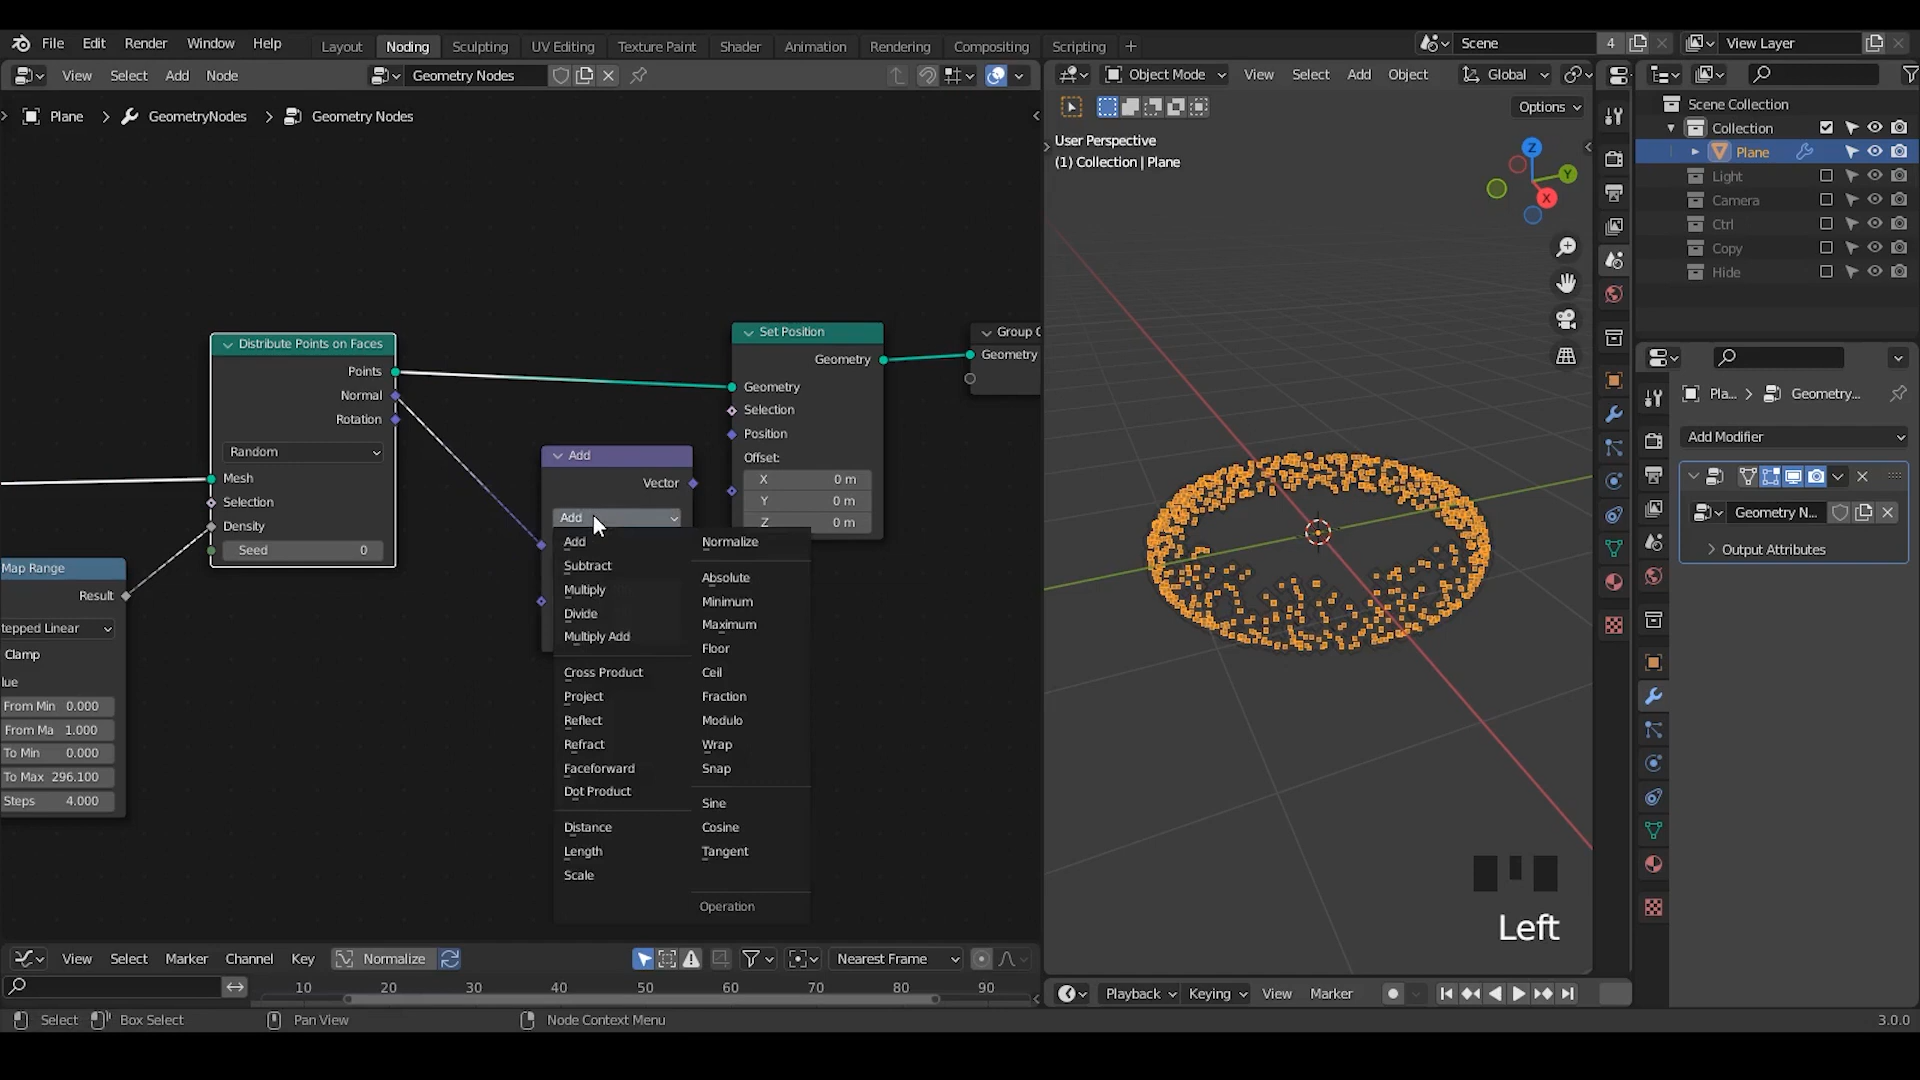 File Edit Render Window Help Layout Noding Sculpting UV Editing Texture Paint Shader Animation Rendering Compositing Scripting + Scene 4 View Layer
View Select Add Node Geometry Nodes
Object Mode View Select Add Object Global
Plane > GeometryNodes > Geometry Nodes
Options
User Perspective
(1) Collection | Plane
Z
Y
X
Scene Collection
Collection
Plane
Light
Camera
Ctrl
Copy
Hide
Distribute Points on Faces
Points
Normal
Rotation
Random
Mesh
Selection
Density
Seed 0
Map Range
Result
tepped Linear
Clamp
lue
From Min 0.000
From Ma 1.000
To Min 0.000
To Max 296.100
Steps 4.000
Add
Vector
Add
Add
Subtract
Multiply
Divide
Multiply Add
Cross Product
Project
Reflect
Refract
Faceforward
Dot Product
Distance
Length
Scale
Normalize
Absolute
Minimum
Maximum
Floor
Ceil
Fraction
Modulo
Wrap
Snap
Sine
Cosine
Tangent
Operation
Set Position
Geometry
Geometry
Selection
Position
Offset:
X 0 m
Y 0 m
Z 0 m
Group O
Geometry
Pla... > Geometry...
Add Modifier
Geometry N...
Output Attributes
Left
View Select Marker Channel Key Normalize Nearest Frame
10 20 30 40 50 60 70 80 90
Playback Keying View Marker
Select Box Select Pan View Node Context Menu 3.0.0